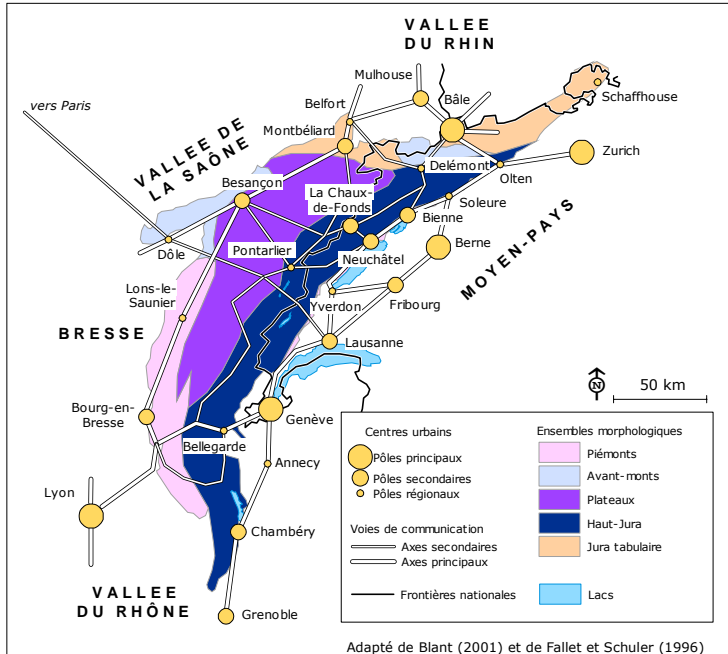 VALLEE
DU RHIN
Mulhouse
Bâle
Schaffhouse
Belfort
vers Paris
Montbéliard
VALLEE DE
LA SAÔNE
Zurich
Delémont
Olten
Besançon
La Chaux-
de-Fonds
Soleure
Bienne
MOYEN-PAYS
Berne
Dôle
Pontarlier
Neuchâtel
Lons-le-
Saunier
Yverdon
Fribourg
BRESSE
Lausanne
N
50 km
Bourg-en-
Bresse
Genève
Bellegarde
Annecy
Lyon
Chambéry
VALLEE
DU RHÔNE
Grenoble
Centres urbains
Pôles principaux
Pôles secondaires
Pôles régionaux
Voies de communication
Axes secondaires
Axes principaux
Frontières nationales
Ensembles morphologiques
Piémonts
Avant-monts
Plateaux
Haut-Jura
Jura tabulaire
Lacs
Adapté de Blant (2001) et de Fallet et Schuler (1996)